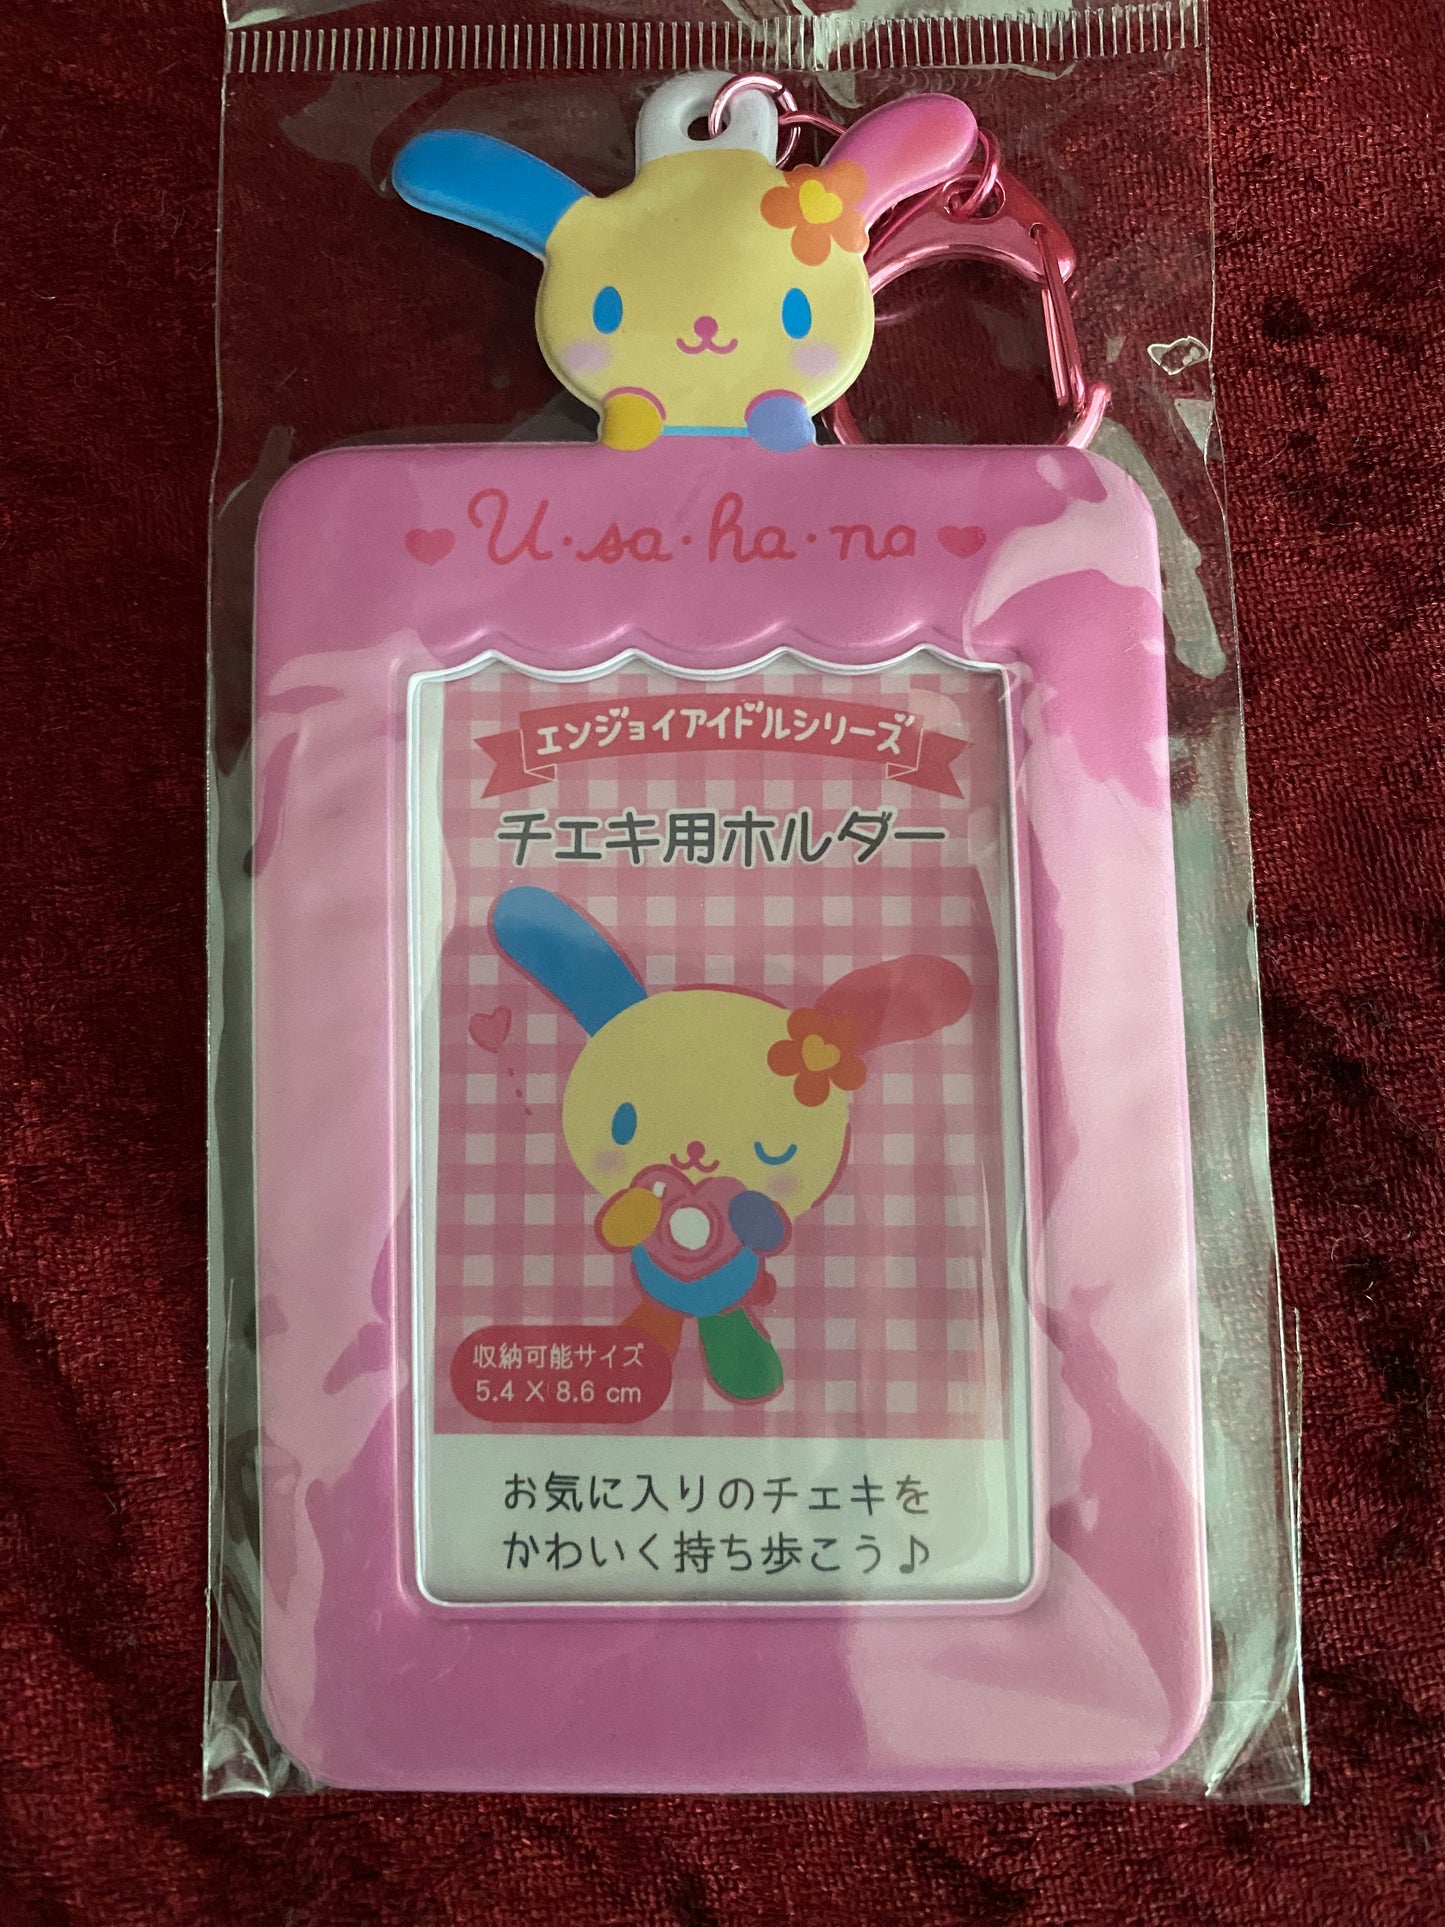 U·sa·ha·na
エンジョイアイドルシリーズ
チェキ用ホルダー
収納可能サイズ
5.4 X 8.6 cm
お気に入りのチェキを
かわいく持ち歩こう♪